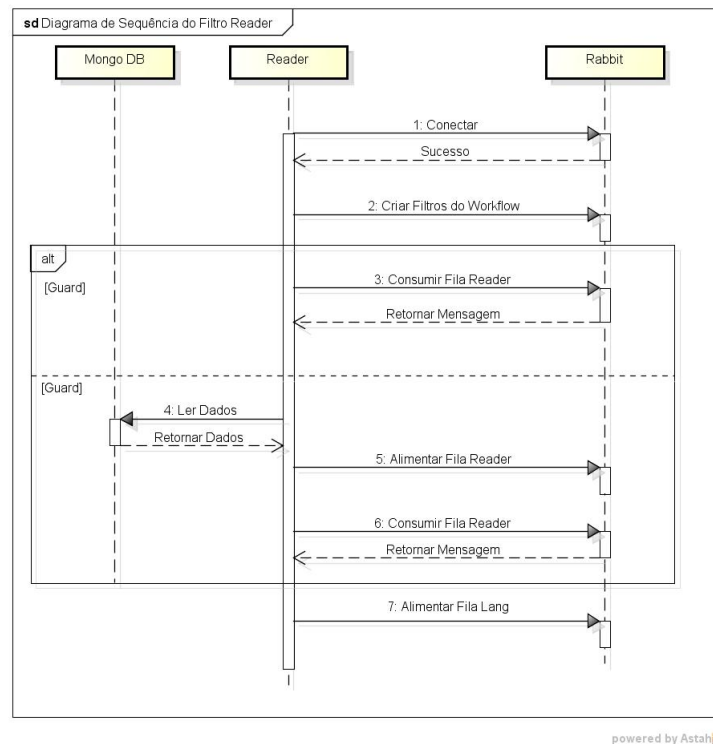 sd Diagrama de Sequência do Filtro Reader
Mongo DB
Reader
Rabbit
1: Conectar
Sucesso
2: Criar Filtros do Workflow
alt
[Guard]
3: Consumir Fila Reader
Retornar Mensagem
[Guard]
4: Ler Dados
Retornar Dados
5: Alimentar Fila Reader
6: Consumir Fila Reader
Retornar Mensagem
7: Alimentar Fila Lang
powered by Astah